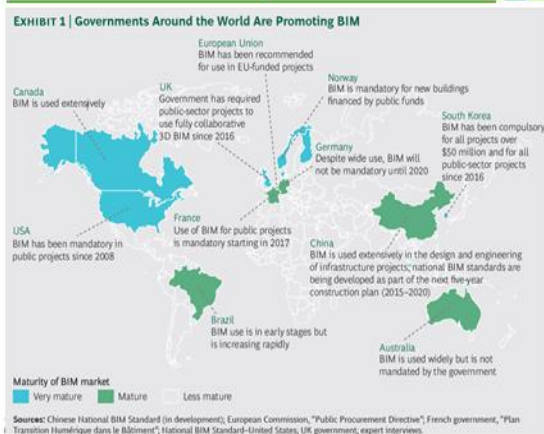 EXHIBIT 1 | Governments Around the World Are Promoting BIM
European Union
BIM has been recommended
for use in EU-funded projects
Canada
BIM is used extensively
UK
Government has required
public-sector projects to
use fully collaborative
3D BIM since 2016
Norway
BIM is mandatory for new buildings
financed by public funds
South Korea
BIM has been compulsory
for all projects over
$50 million and for all
public-sector projects
since 2016
Germany
Despite wide use, BIM will
not be mandatory until 2020
USA
BIM has been mandatory in
public projects since 2008
France
Use of BIM for public projects
is mandatory starting in 2017
China
BIM is used extensively in the design and engineering
of infrastructure projects; national BIM standards are
being developed as part of the next five-year
construction plan (2015–2020)
Brazil
BIM use is in early stages but
is increasing rapidly
Australia
BIM is used widely but is not
mandated by the government
Maturity of BIM market
Very mature
Mature
Less mature
Sources: Chinese National BIM Standard (in development); European Commission, "Public Procurement Directive"; French government, "Plan
Transition Numérique dans le Bâtiment"; National BIM Standard–United States, UK government, expert interviews.